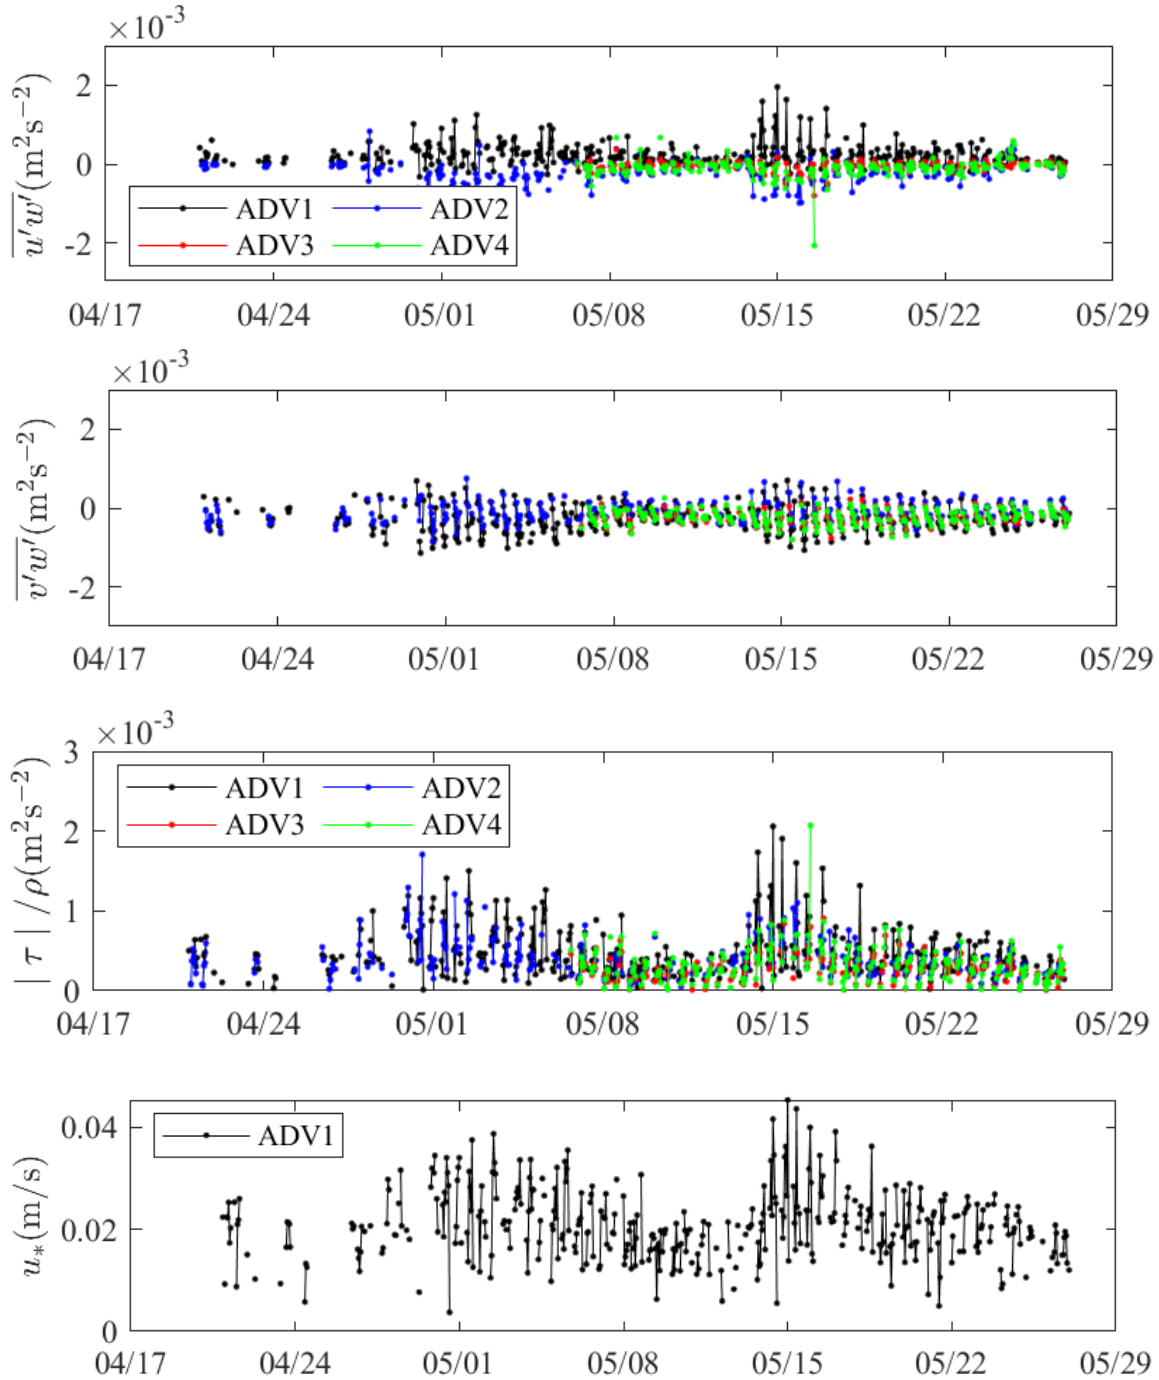 ×10⁻³
u′w′(m²s⁻²)
2
0
-2
ADV1 ADV2
ADV3 ADV4
04/17 04/24 05/01 05/08 05/15 05/22 05/29
×10⁻³
v′w′(m²s⁻²)
2
0
-2
04/17 04/24 05/01 05/08 05/15 05/22 05/29
×10⁻³
| τ | /ρ(m²s⁻²)
3
2
1
0
ADV1 ADV2
ADV3 ADV4
04/17 04/24 05/01 05/08 05/15 05/22 05/29
u*(m/s)
0.04
0.02
0
ADV1
04/17 04/24 05/01 05/08 05/15 05/22 05/29